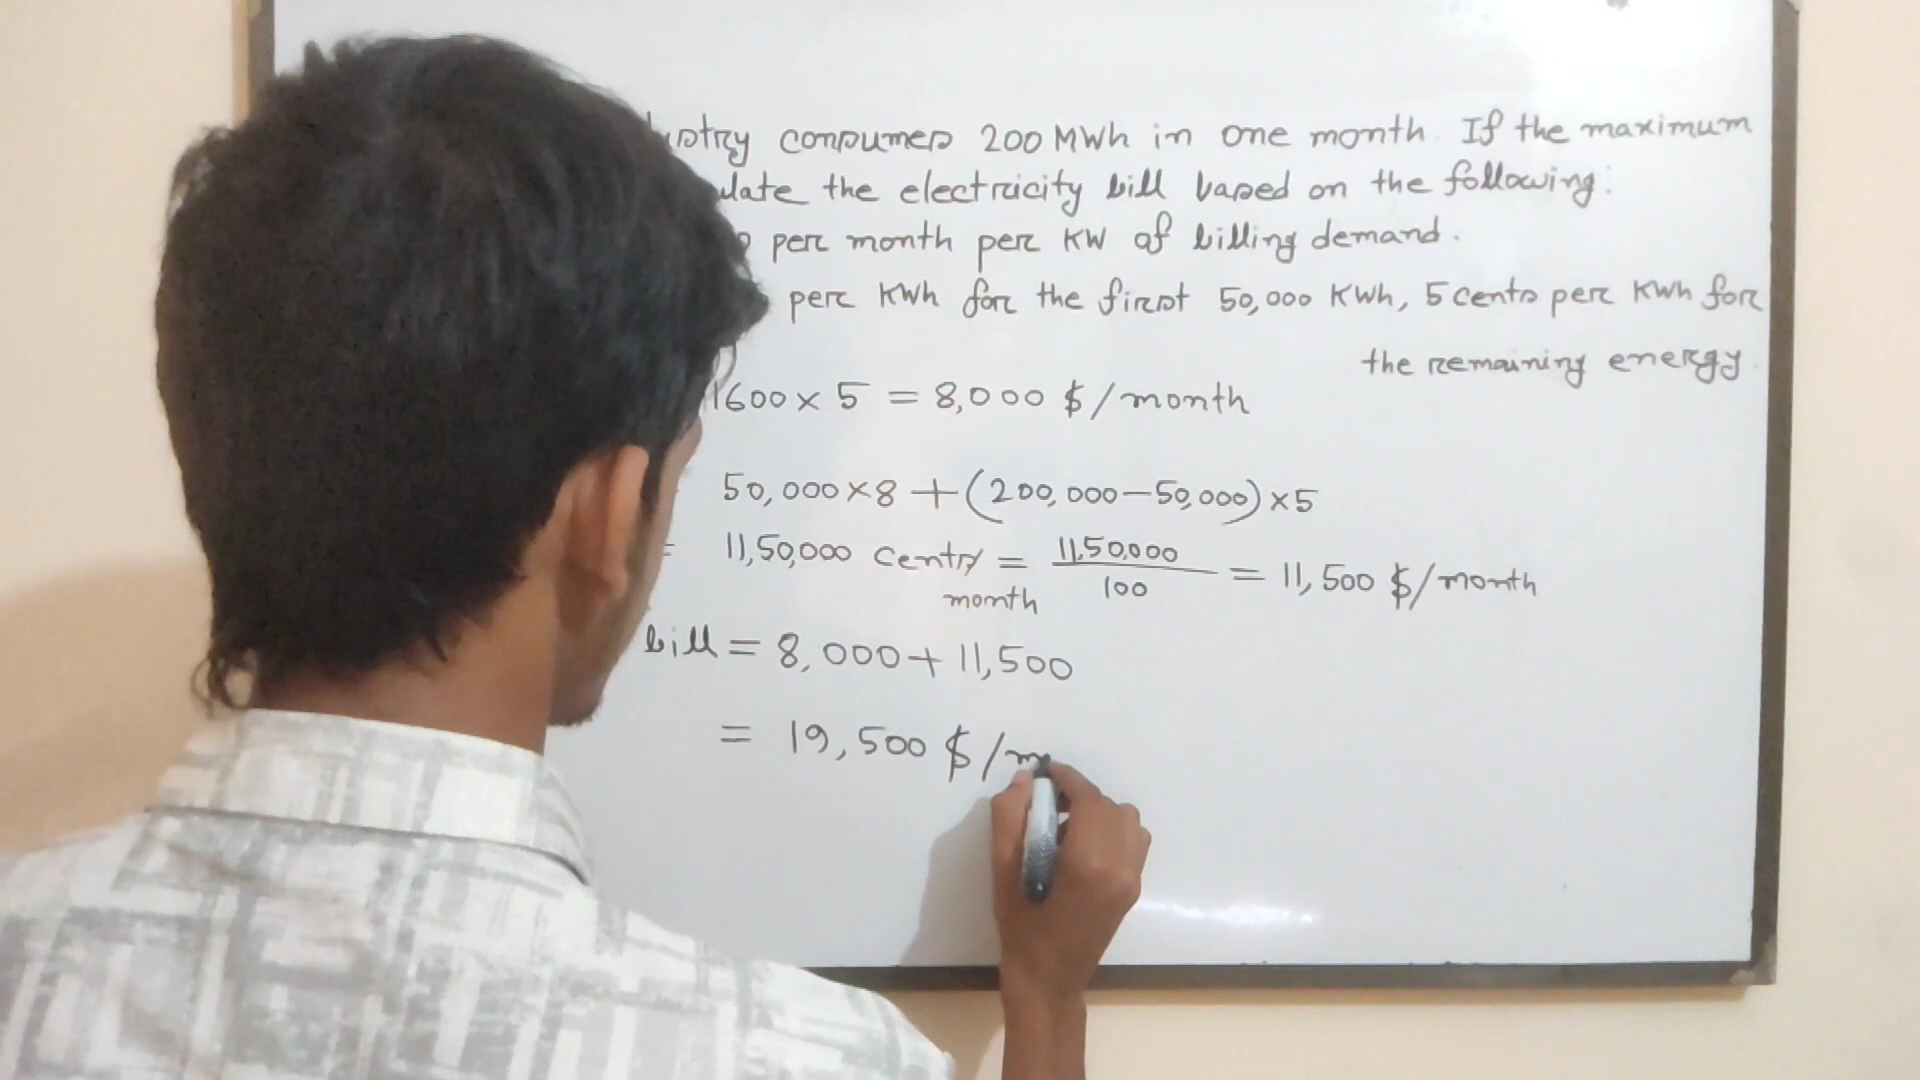 consumes 200 MWh in one month. If the maximum
the electricity bill based on the following:
per month per KW of billing demand.
per KWh for the first 50,000 KWh, 5 cents per KWh for
the remaining energy.
1600 × 5 = 8,000 $/month
50,000 × 8 + (200,000 – 50,000) × 5
= 11,50,000 cents/month = 11,50,000/100 = 11,500 $/month
bill = 8,000 + 11,500
= 19,500 $/m